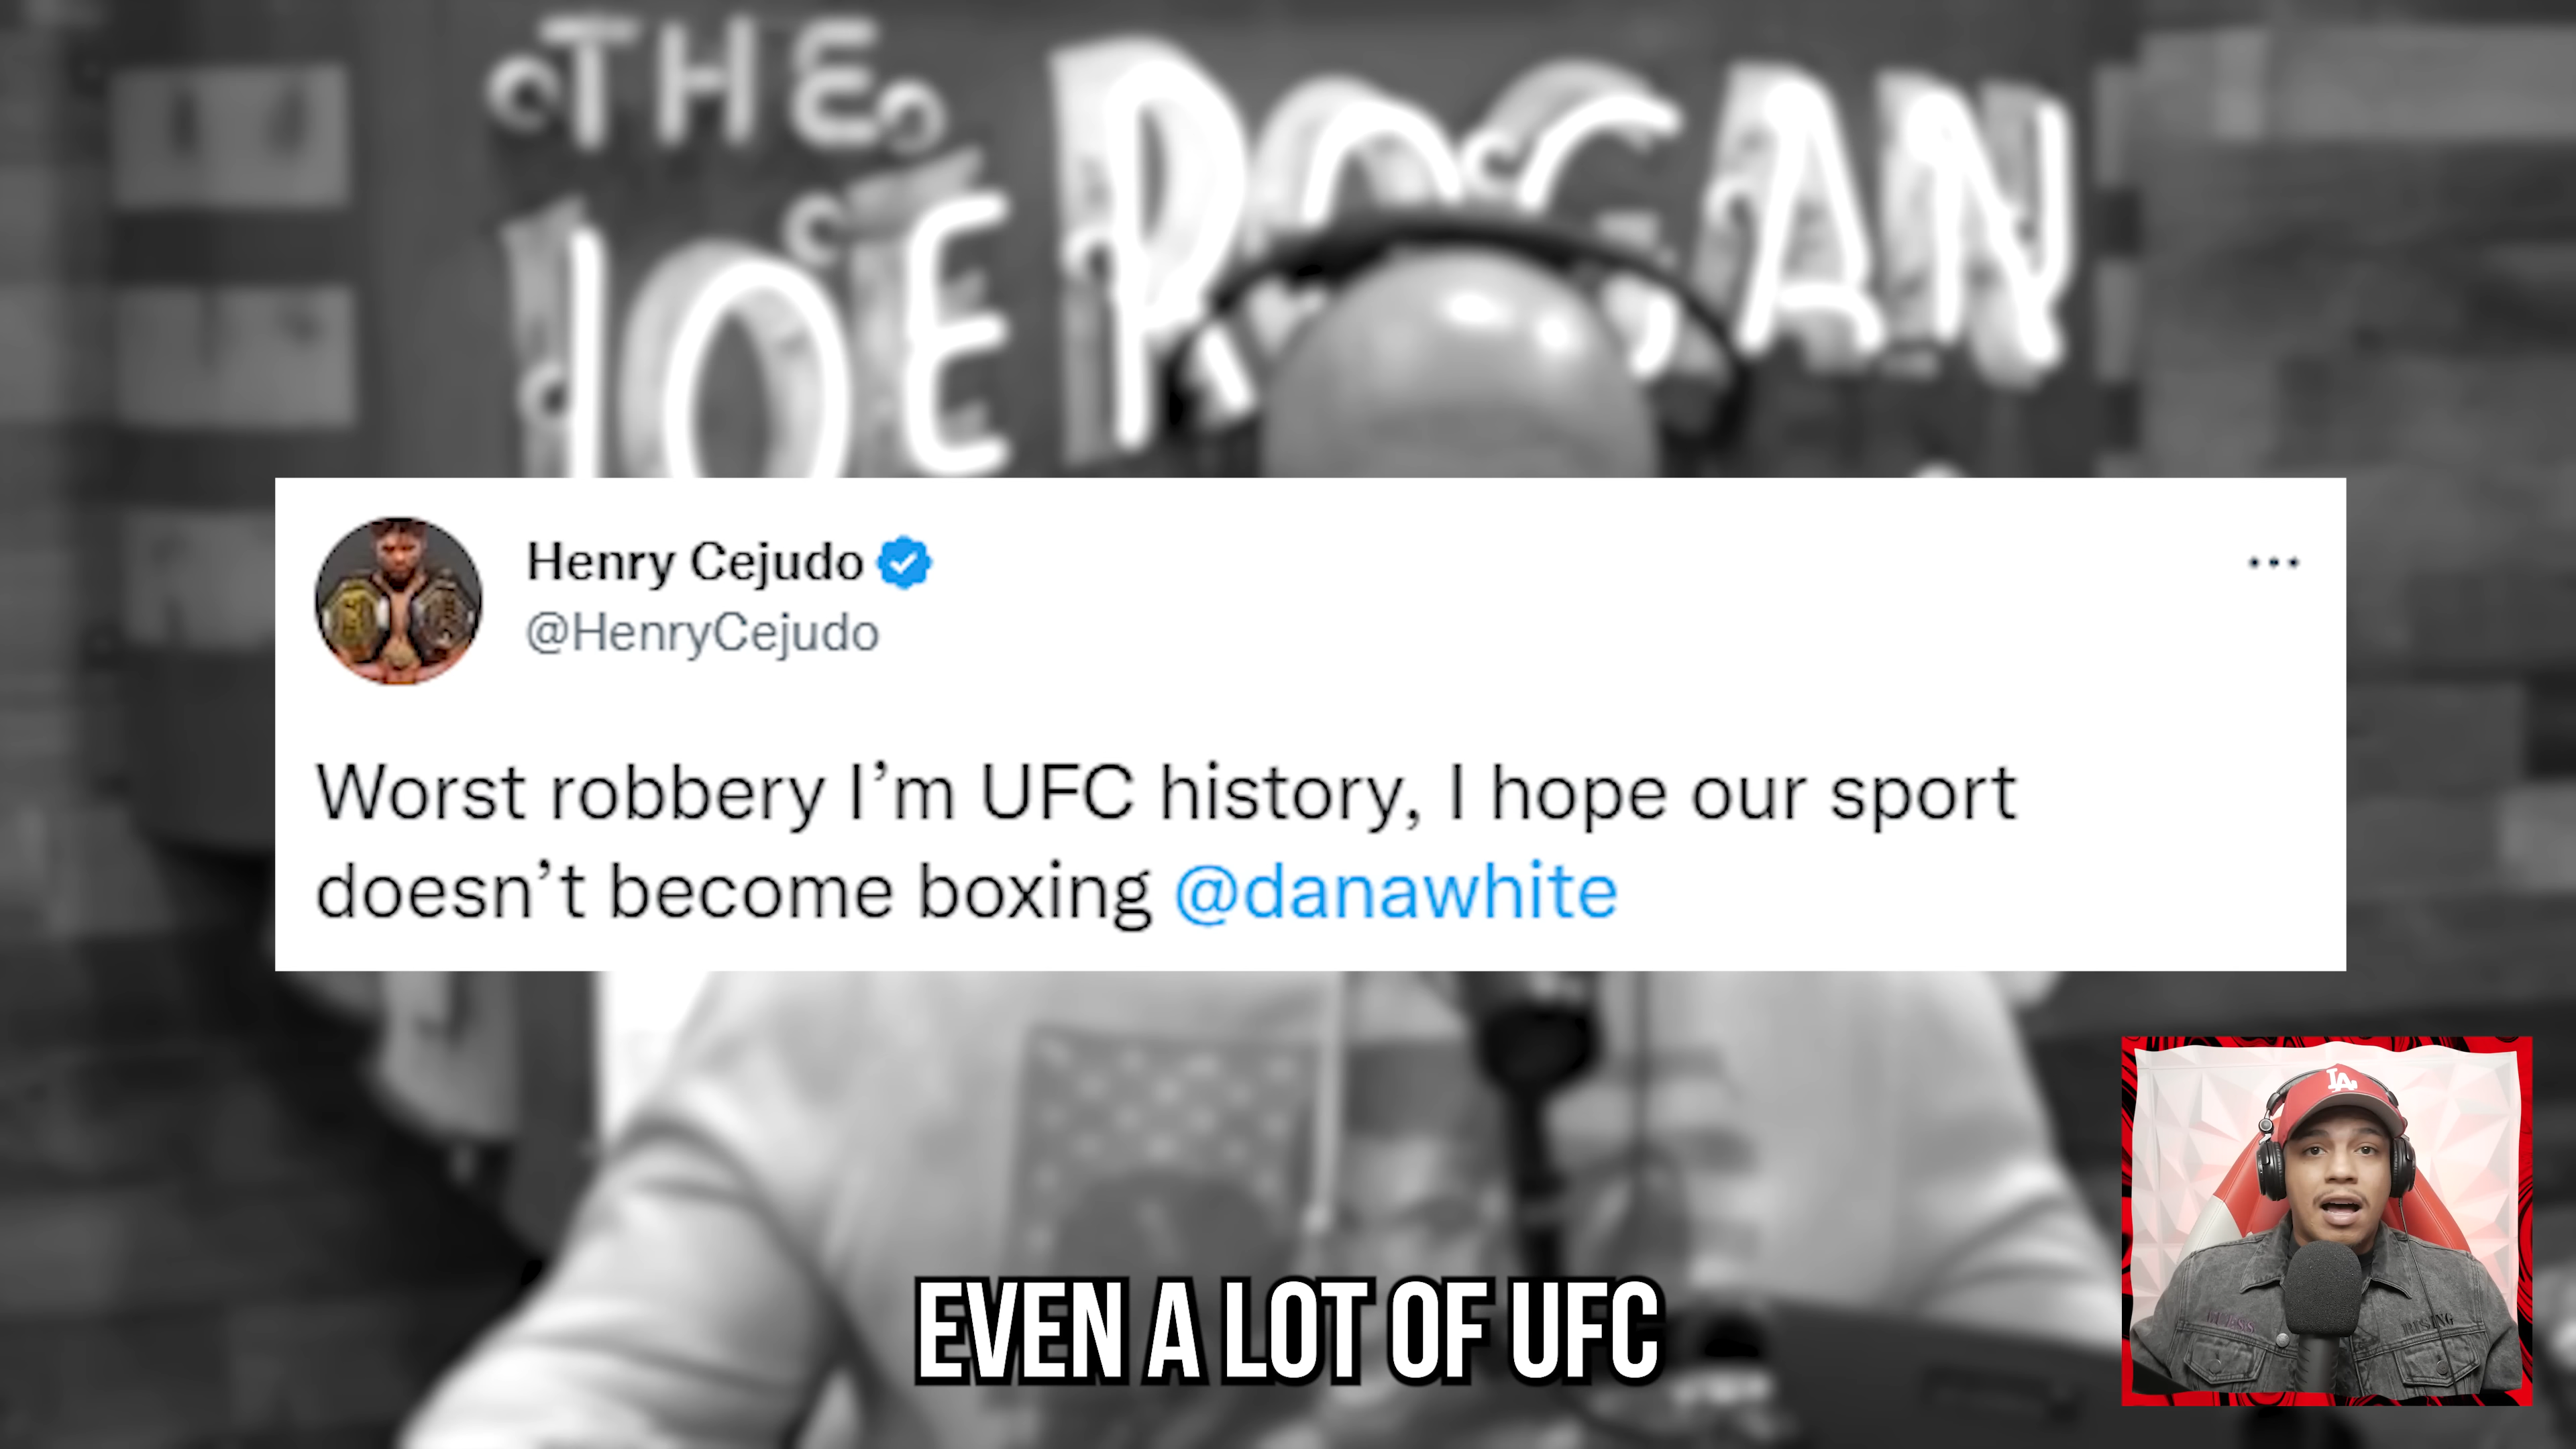 THE
JOE ROGAN
Henry Cejudo
@HenryCejudo
Worst robbery I’m UFC history, I hope our sport
doesn’t become boxing @danawhite
LA
EVEN A LOT OF UFC